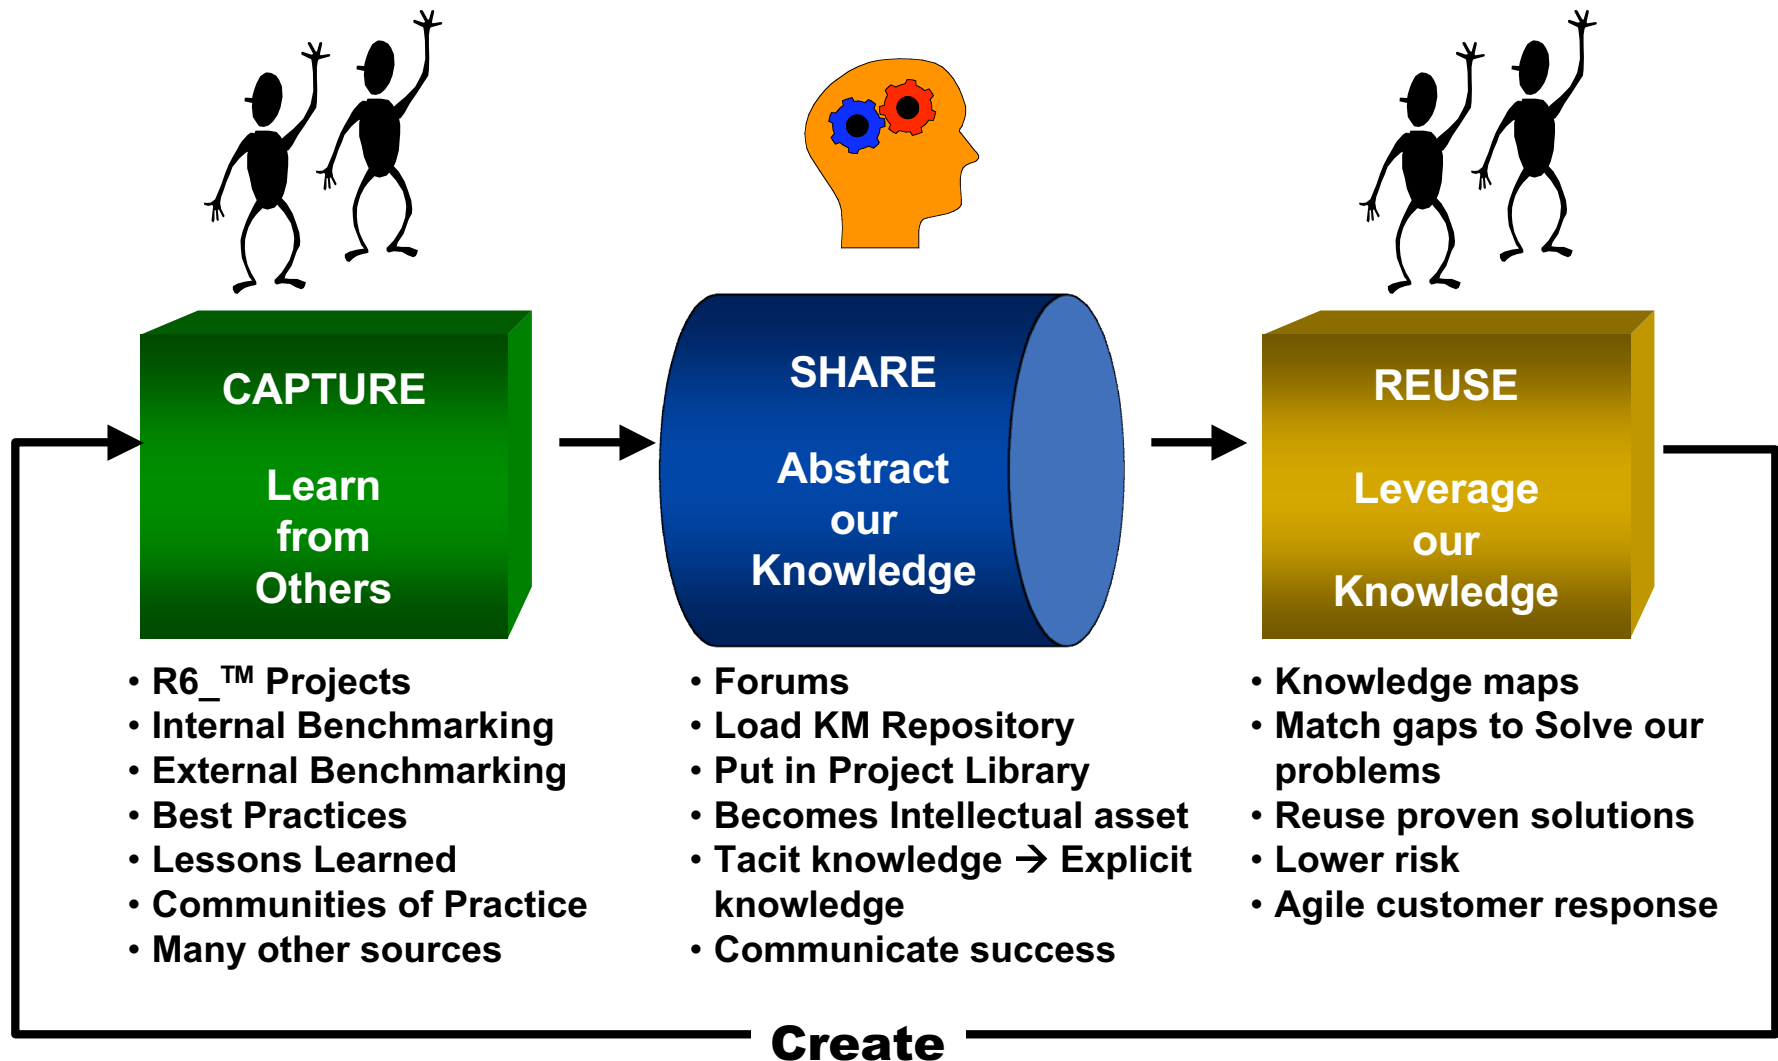 CAPTURE
Learn
from
Others
SHARE
Abstract
our
Knowledge
REUSE
Leverage
our
Knowledge
• R6_™ Projects
• Internal Benchmarking
• External Benchmarking
• Best Practices
• Lessons Learned
• Communities of Practice
• Many other sources
• Forums
• Load KM Repository
• Put in Project Library
• Becomes Intellectual asset
• Tacit knowledge → Explicit
knowledge
• Communicate success
• Knowledge maps
• Match gaps to Solve our
problems
• Reuse proven solutions
• Lower risk
• Agile customer response
Create